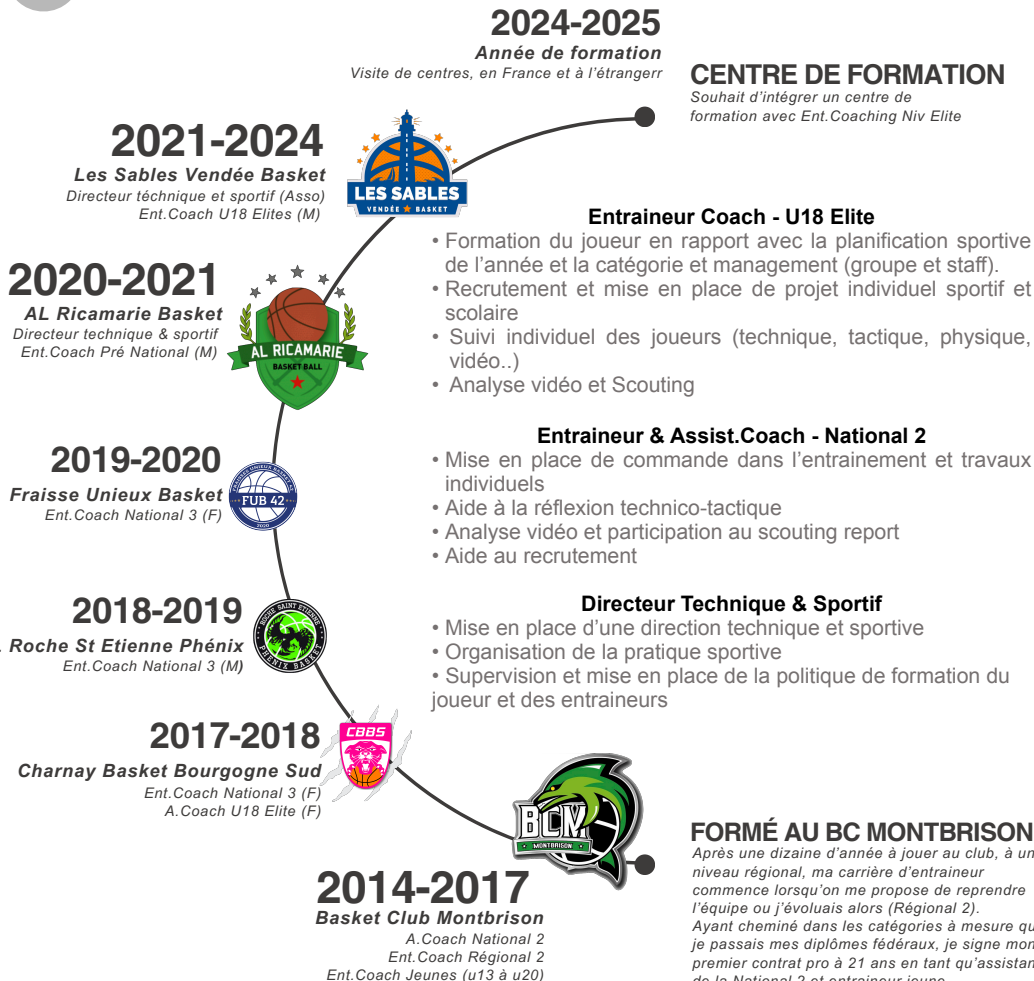 2024-2025
Année de formation
Visite de centres, en France et à l'étrangerr
CENTRE DE FORMATION
Souhait d'intégrer un centre de
formation avec Ent.Coaching Niv Elite
2021-2024
Les Sables Vendée Basket
Directeur téchnique et sportif (Asso)
Ent.Coach U18 Elites (M)
LES SABLES
VENDÉE BASKET
Entraineur Coach - U18 Elite
• Formation du joueur en rapport avec la planification sportive
de l'année et la catégorie et management (groupe et staff).
• Recrutement et mise en place de projet individuel sportif et
scolaire
• Suivi individuel des joueurs (technique, tactique, physique,
vidéo..)
• Analyse vidéo et Scouting
2020-2021
AL Ricamarie Basket
Directeur technique & sportif
Ent.Coach Pré National (M)
AL RICAMARIE
BASKET BALL
Entraineur & Assist.Coach - National 2
• Mise en place de commande dans l'entrainement et travaux
individuels
• Aide à la réflexion technico-tactique
• Analyse vidéo et participation au scouting report
• Aide au recrutement
2019-2020
Fraisse Unieux Basket
Ent.Coach National 3 (F)
FUB 42
2020
Directeur Technique & Sportif
• Mise en place d'une direction technique et sportive
• Organisation de la pratique sportive
• Supervision et mise en place de la politique de formation du
joueur et des entraineurs
2018-2019
Roche St Etienne Phénix
Ent.Coach National 3 (M)
ROCHE SAINT ETIENNE
PHENIX BASKET
2017-2018
Charnay Basket Bourgogne Sud
Ent.Coach National 3 (F)
A.Coach U18 Elite (F)
CBBS
BCM
MONTBRISON
2014-2017
Basket Club Montbrison
A.Coach National 2
Ent.Coach Régional 2
Ent.Coach Jeunes (u13 à u20)
FORMÉ AU BC MONTBRISON
Après une dizaine d'année à jouer au club, à un
niveau régional, ma carrière d'entraineur
commence lorsqu'on me propose de reprendre
l'équipe ou j'évoluais alors (Régional 2).
Ayant cheminé dans les catégories à mesure qu
je passais mes diplômes fédéraux, je signe mon
premier contrat pro à 21 ans en tant qu'assistan
de la National 2 et entraineur jeune